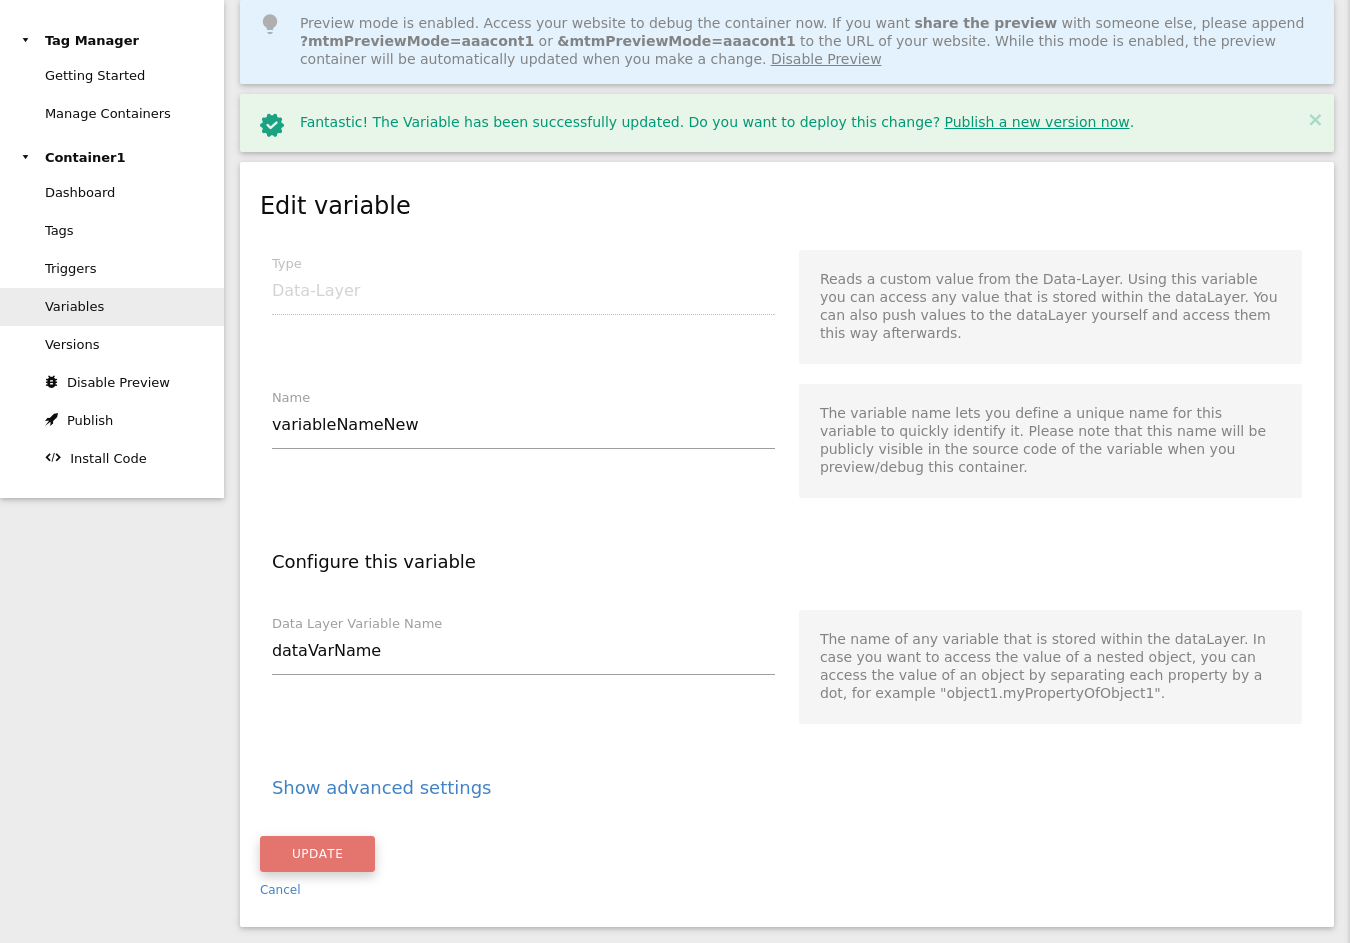 Tag Manager
Getting Started
Manage Containers
Container1
Dashboard
Tags
Triggers
Variables
Versions
Disable Preview
Publish
Install Code
Preview mode is enabled. Access your website to debug the container now. If you want share the preview with someone else, please append
?mtmPreviewMode=aaacont1 or &mtmPreviewMode=aaacont1 to the URL of your website. While this mode is enabled, the preview
container will be automatically updated when you make a change. Disable Preview
Fantastic! The Variable has been successfully updated. Do you want to deploy this change? Publish a new version now.
×
Edit variable
Type
Data-Layer
Reads a custom value from the Data-Layer. Using this variable
you can access any value that is stored within the dataLayer. You
can also push values to the dataLayer yourself and access them
this way afterwards.
Name
variableNameNew
The variable name lets you define a unique name for this
variable to quickly identify it. Please note that this name will be
publicly visible in the source code of the variable when you
preview/debug this container.
Configure this variable
Data Layer Variable Name
dataVarName
The name of any variable that is stored within the dataLayer. In
case you want to access the value of a nested object, you can
access the value of an object by separating each property by a
dot, for example "object1.myPropertyOfObject1".
Show advanced settings
UPDATE
Cancel